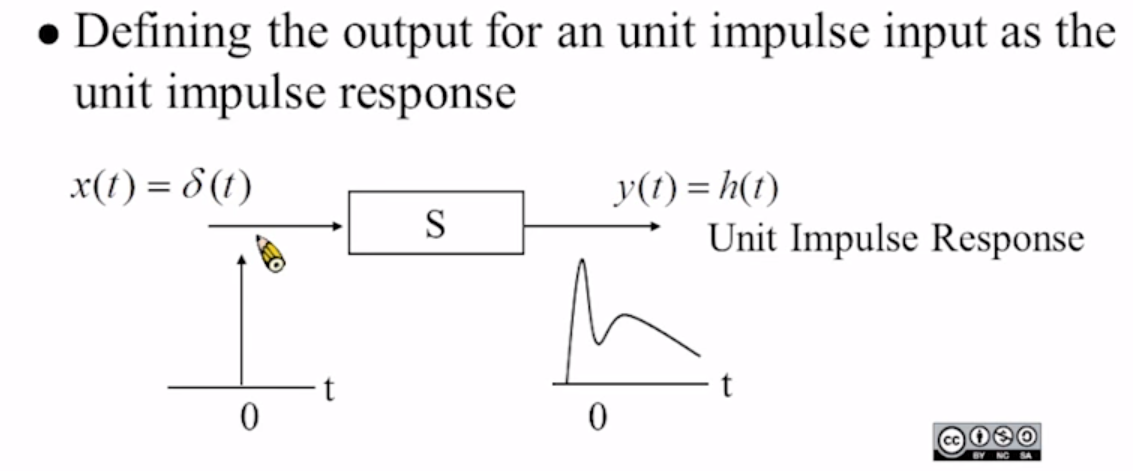 • Defining the output for an unit impulse input as the
unit impulse response
x(t) = δ(t)
S
y(t) = h(t)
Unit Impulse Response
t
0
t
0
cc BY NC SA